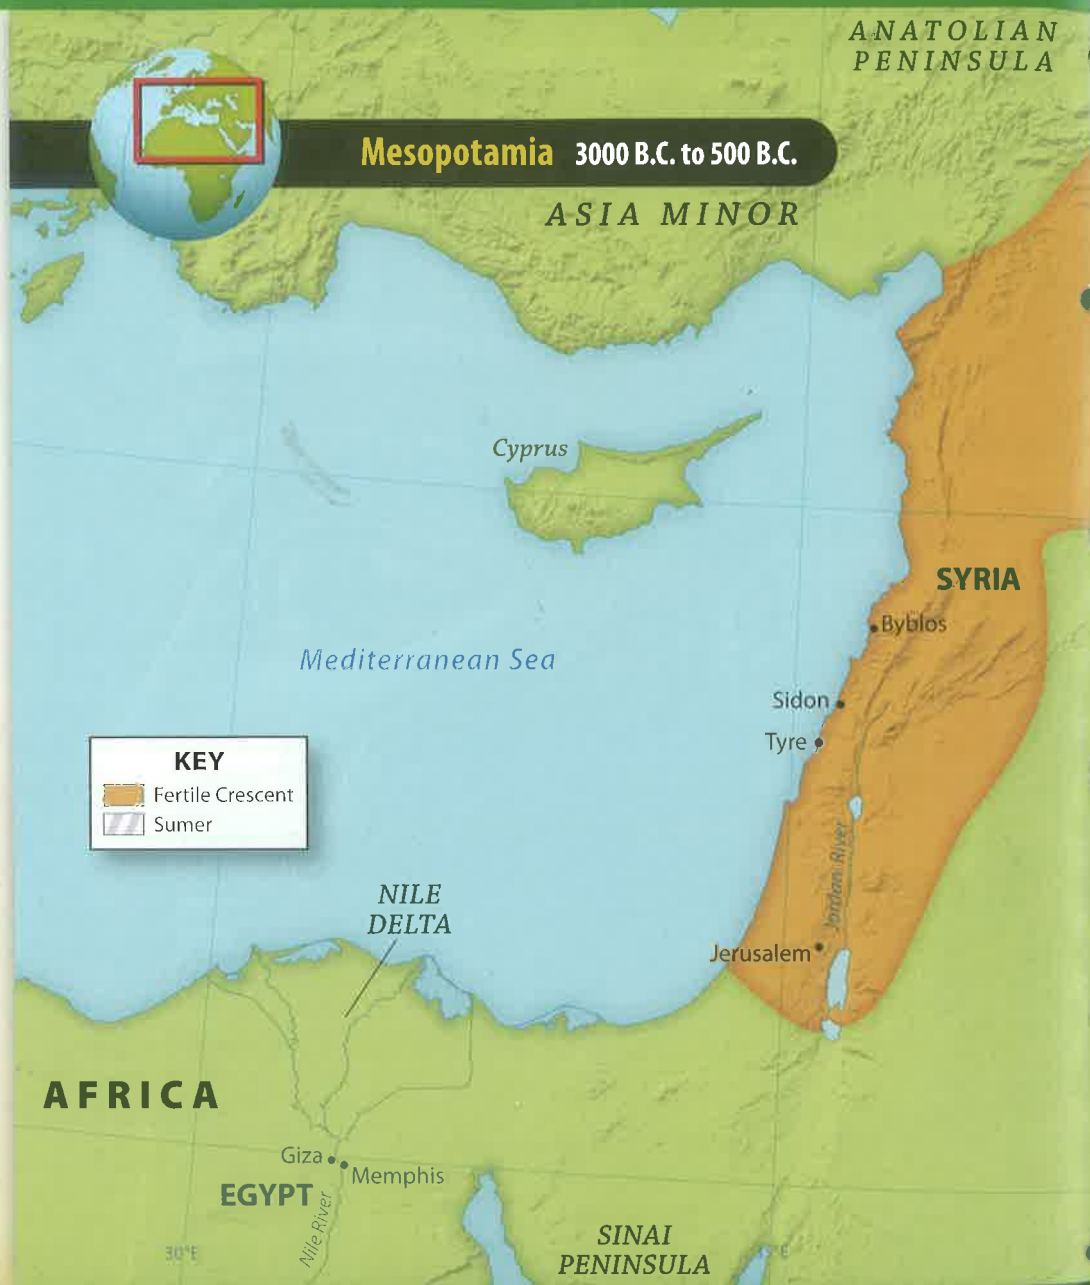 ANATOLIAN
PENINSULA
Mesopotamia 3000 B.C. to 500 B.C.
ASIA MINOR
Cyprus
SYRIA
Byblos
Mediterranean Sea
Sidon
Tyre
KEY
Fertile Crescent
Sumer
Jordan River
NILE
DELTA
Jerusalem
AFRICA
Giza
Memphis
EGYPT
Nile River
SINAI
PENINSULA
30°E